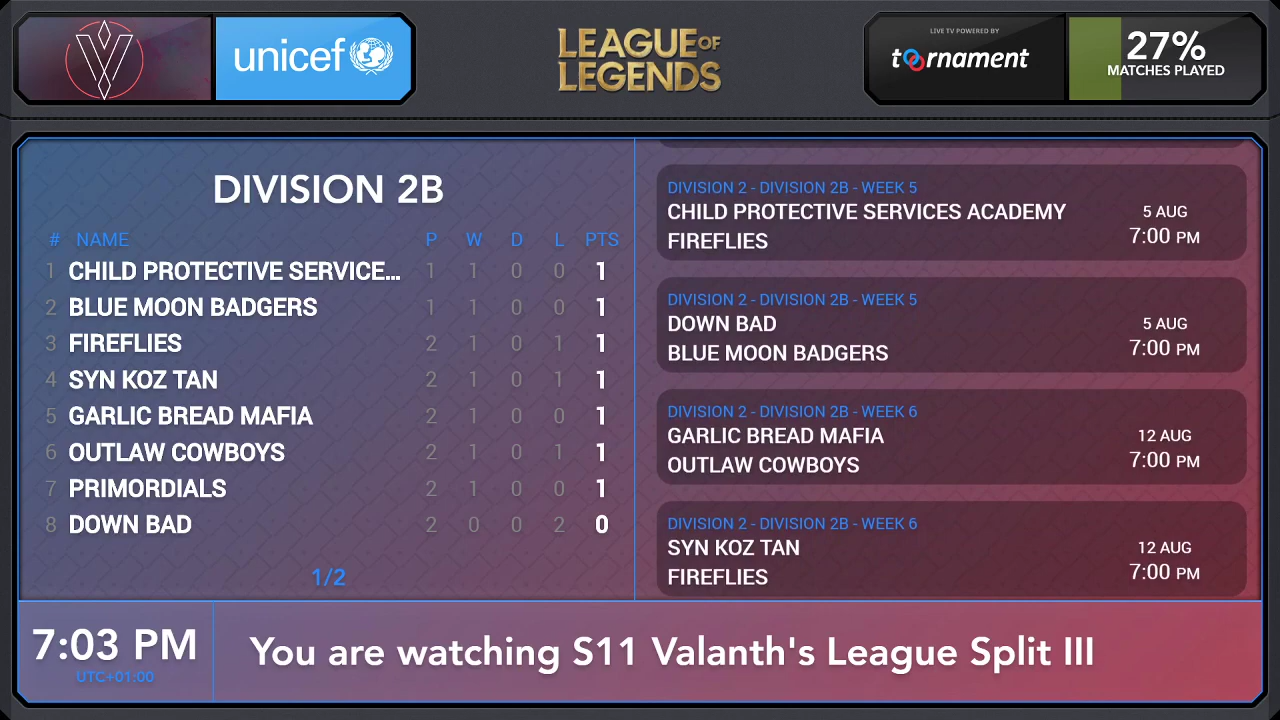 unicef
LEAGUE OF
LEGENDS
LIVE TV POWERED BY
toornament
27%
MATCHES PLAYED
DIVISION 2B
# NAME P W D L PTS
1 CHILD PROTECTIVE SERVICE... 1 1 0 0 1
2 BLUE MOON BADGERS 1 1 0 0 1
3 FIREFLIES 2 1 0 1 1
4 SYN KOZ TAN 2 1 0 1 1
5 GARLIC BREAD MAFIA 2 1 0 0 1
6 OUTLAW COWBOYS 2 1 0 1 1
7 PRIMORDIALS 2 1 0 0 1
8 DOWN BAD 2 0 0 2 0
1/2
DIVISION 2 - DIVISION 2B - WEEK 5
CHILD PROTECTIVE SERVICES ACADEMY
FIREFLIES
5 AUG
7:00 PM
DIVISION 2 - DIVISION 2B - WEEK 5
DOWN BAD
BLUE MOON BADGERS
5 AUG
7:00 PM
DIVISION 2 - DIVISION 2B - WEEK 6
GARLIC BREAD MAFIA
OUTLAW COWBOYS
12 AUG
7:00 PM
DIVISION 2 - DIVISION 2B - WEEK 6
SYN KOZ TAN
FIREFLIES
12 AUG
7:00 PM
7:03 PM
UTC+01:00
You are watching S11 Valanth's League Split III